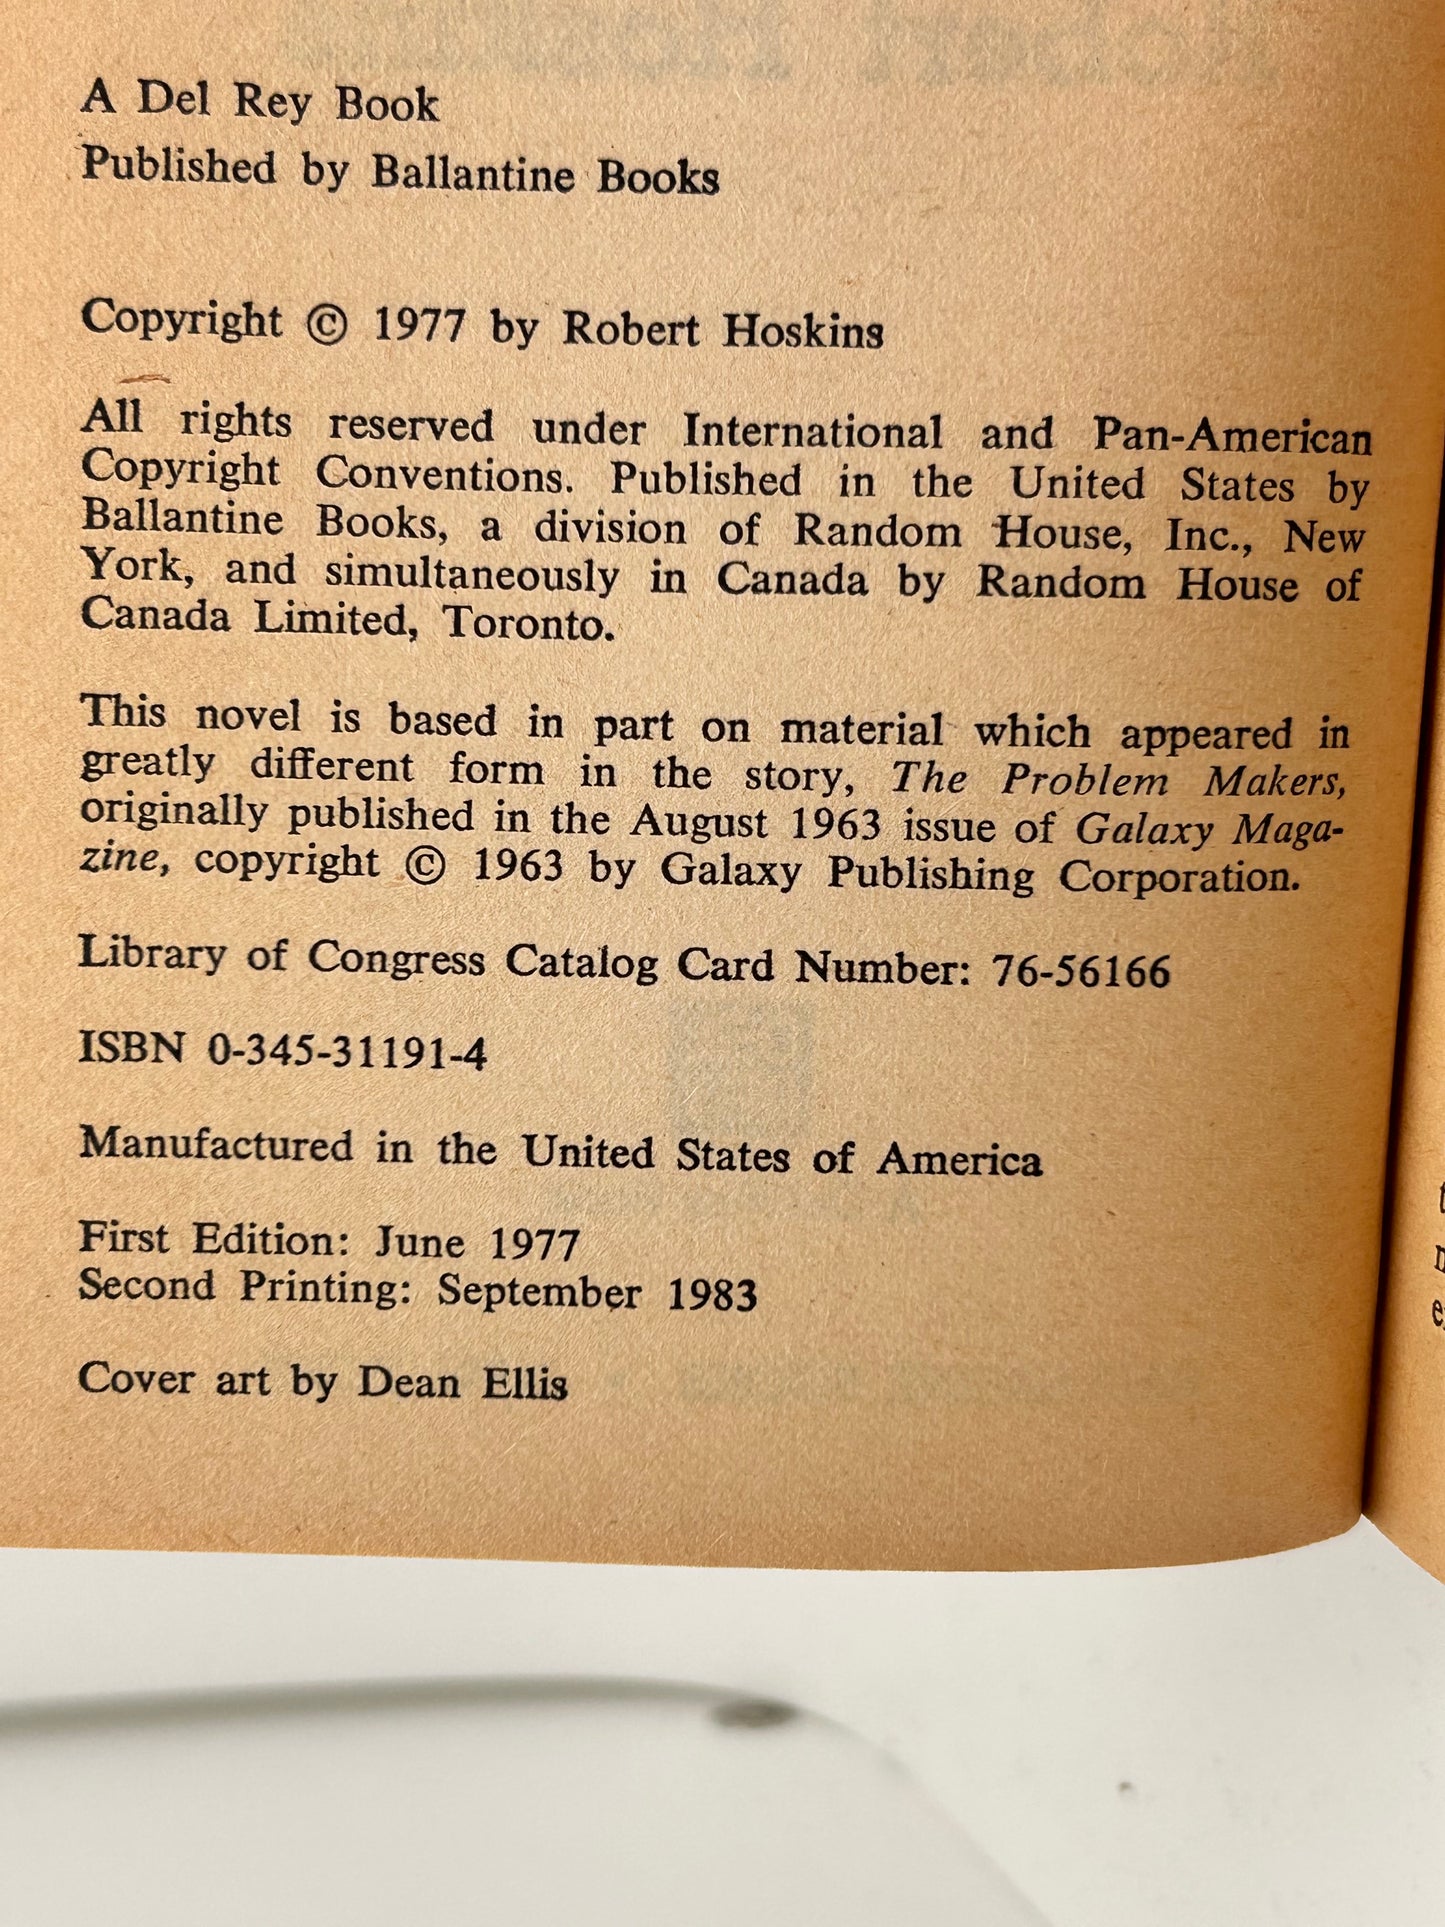 A Del Rey Book
Published by Ballantine Books
Copyright © 1977 by Robert Hoskins
All rights reserved under International and Pan-American
Copyright Conventions. Published in the United States by
Ballantine Books, a division of Random House, Inc., New
York, and simultaneously in Canada by Random House of
Canada Limited, Toronto.
This novel is based in part on material which appeared in
greatly different form in the story, The Problem Makers,
originally published in the August 1963 issue of Galaxy Maga-
zine, copyright © 1963 by Galaxy Publishing Corporation.
Library of Congress Catalog Card Number: 76-56166
ISBN 0-345-31191-4
Manufactured in the United States of America
First Edition: June 1977
Second Printing: September 1983
Cover art by Dean Ellis